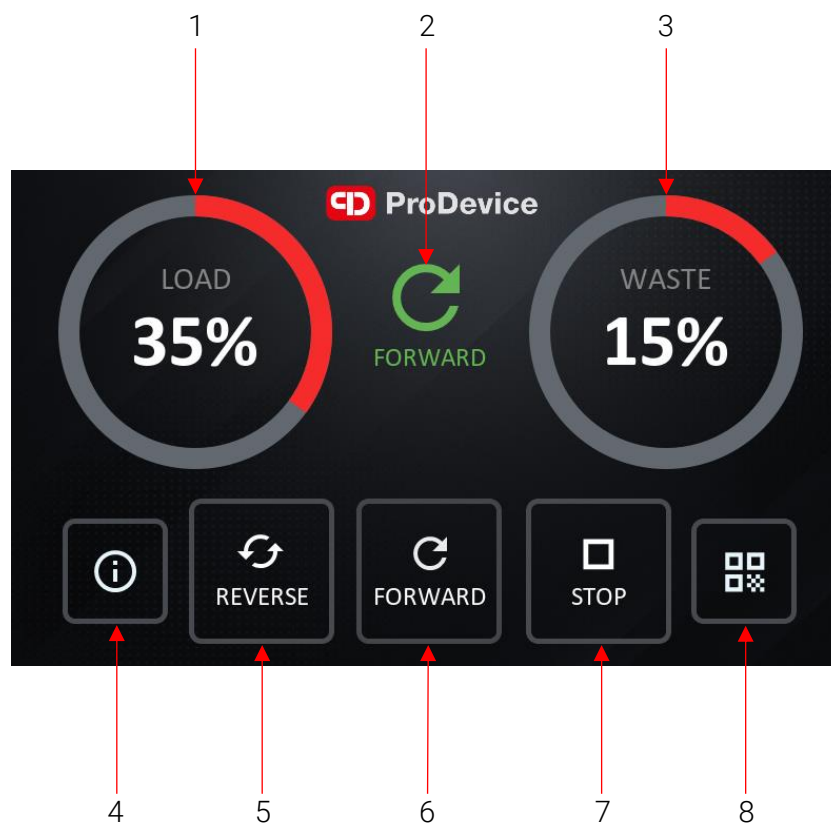 1 2 3
ProDevice
LOAD
35%
FORWARD
WASTE
15%
REVERSE
FORWARD
STOP
4 5 6 7 8